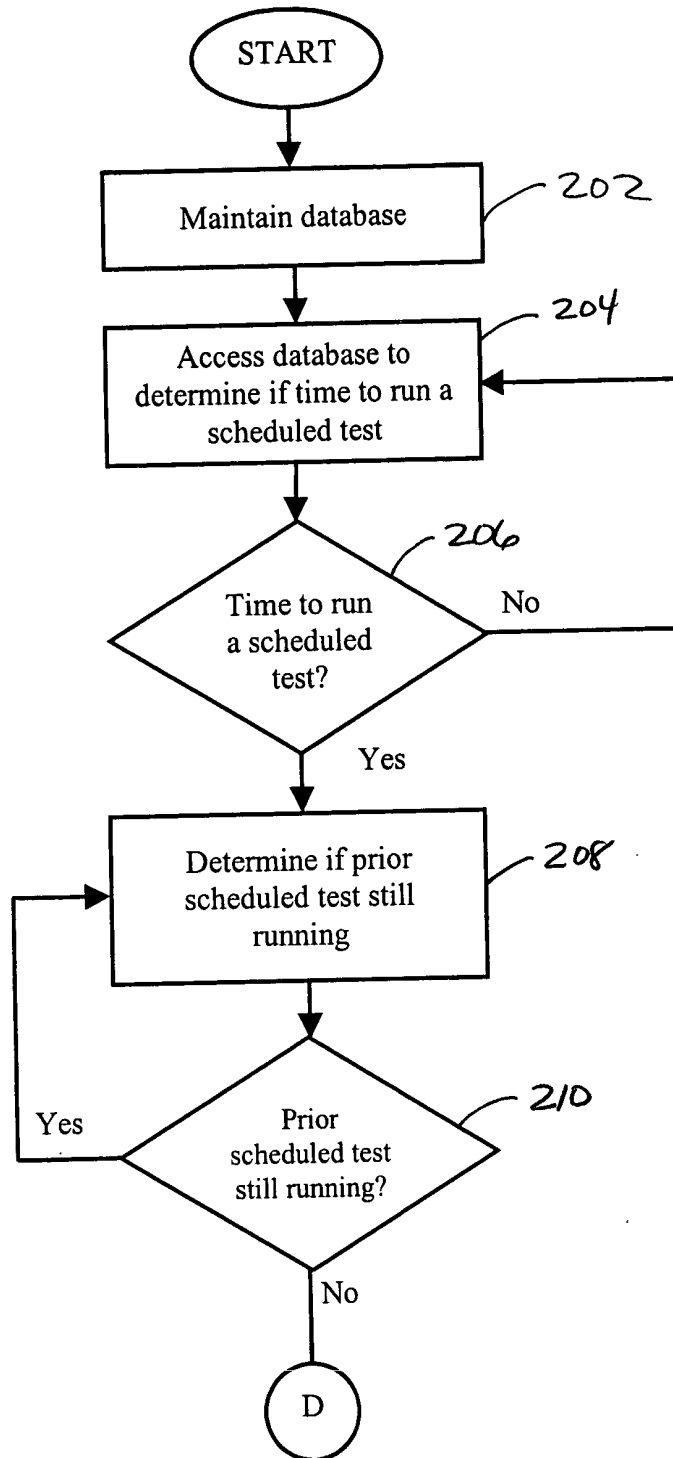 START
Maintain database
202
Access database to
determine if time to run a
scheduled test
204
Time to run
a scheduled
test?
206
No
Yes
Determine if prior
scheduled test still
running
208
Prior
scheduled test
still running?
210
Yes
No
D